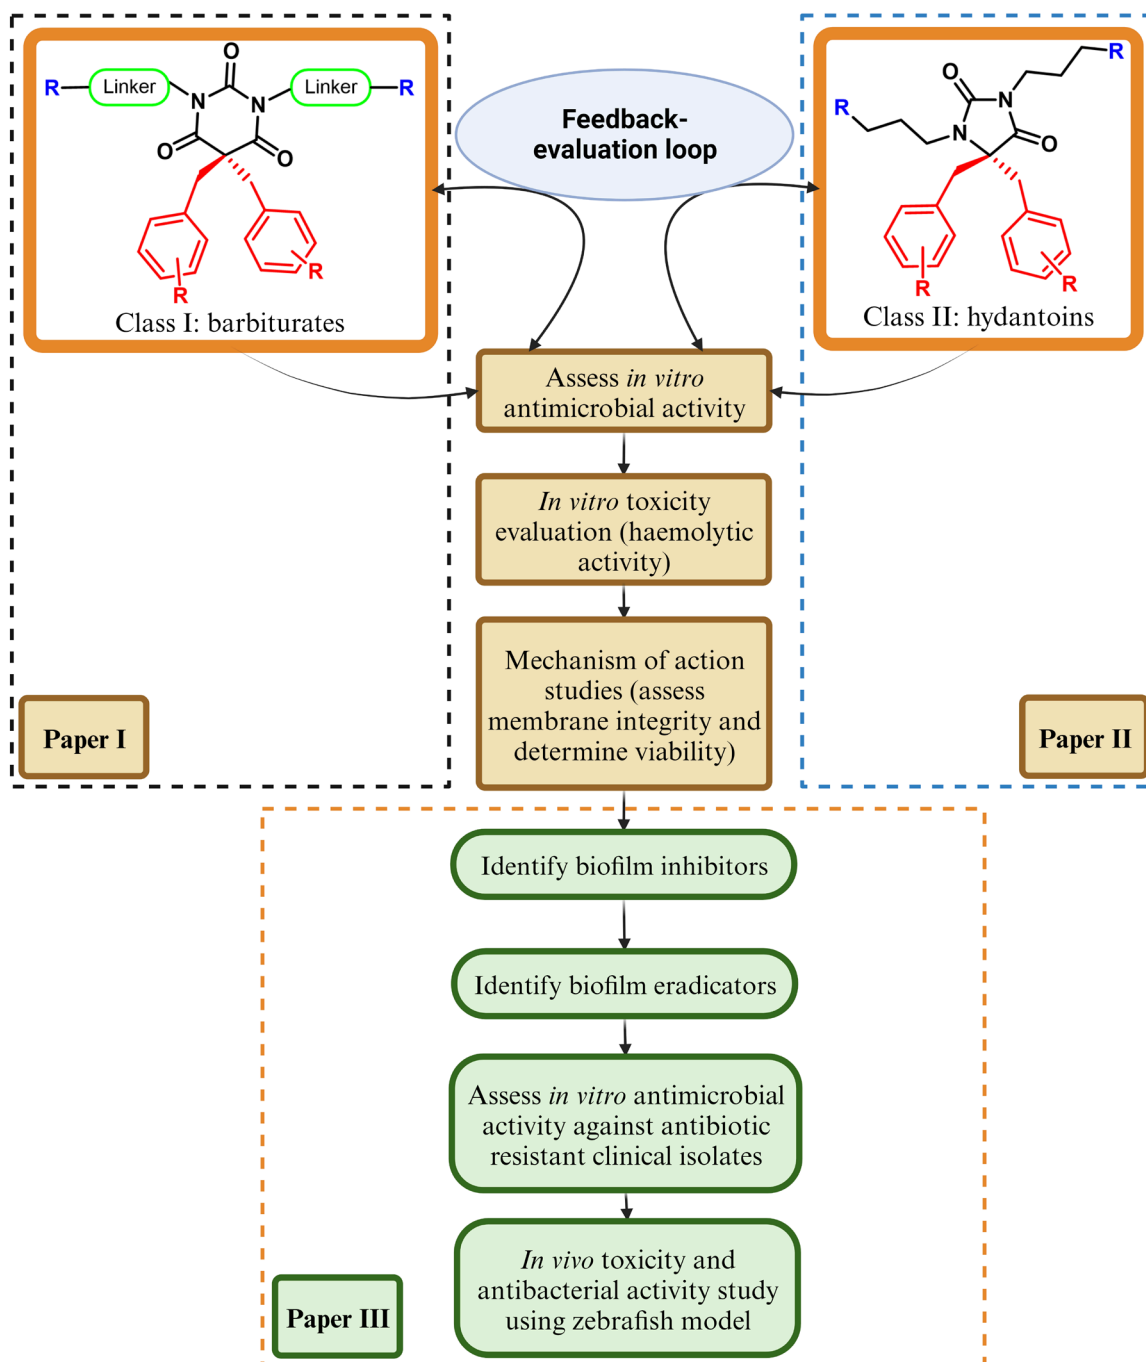 O
R
Linker
N
N
Linker
R
O
O
R
R
Class I: barbiturates
Feedback-
evaluation loop
R
O
N
R
N
O
R
R
Class II: hydantoins
Assess in vitro
antimicrobial activity
In vitro toxicity
evaluation (haemolytic
activity)
Mechanism of action
studies (assess
membrane integrity and
determine viability)
Paper I
Paper II
Identify biofilm inhibitors
Identify biofilm eradicators
Assess in vitro antimicrobial
activity against antibiotic
resistant clinical isolates
In vivo toxicity and
antibacterial activity study
using zebrafish model
Paper III